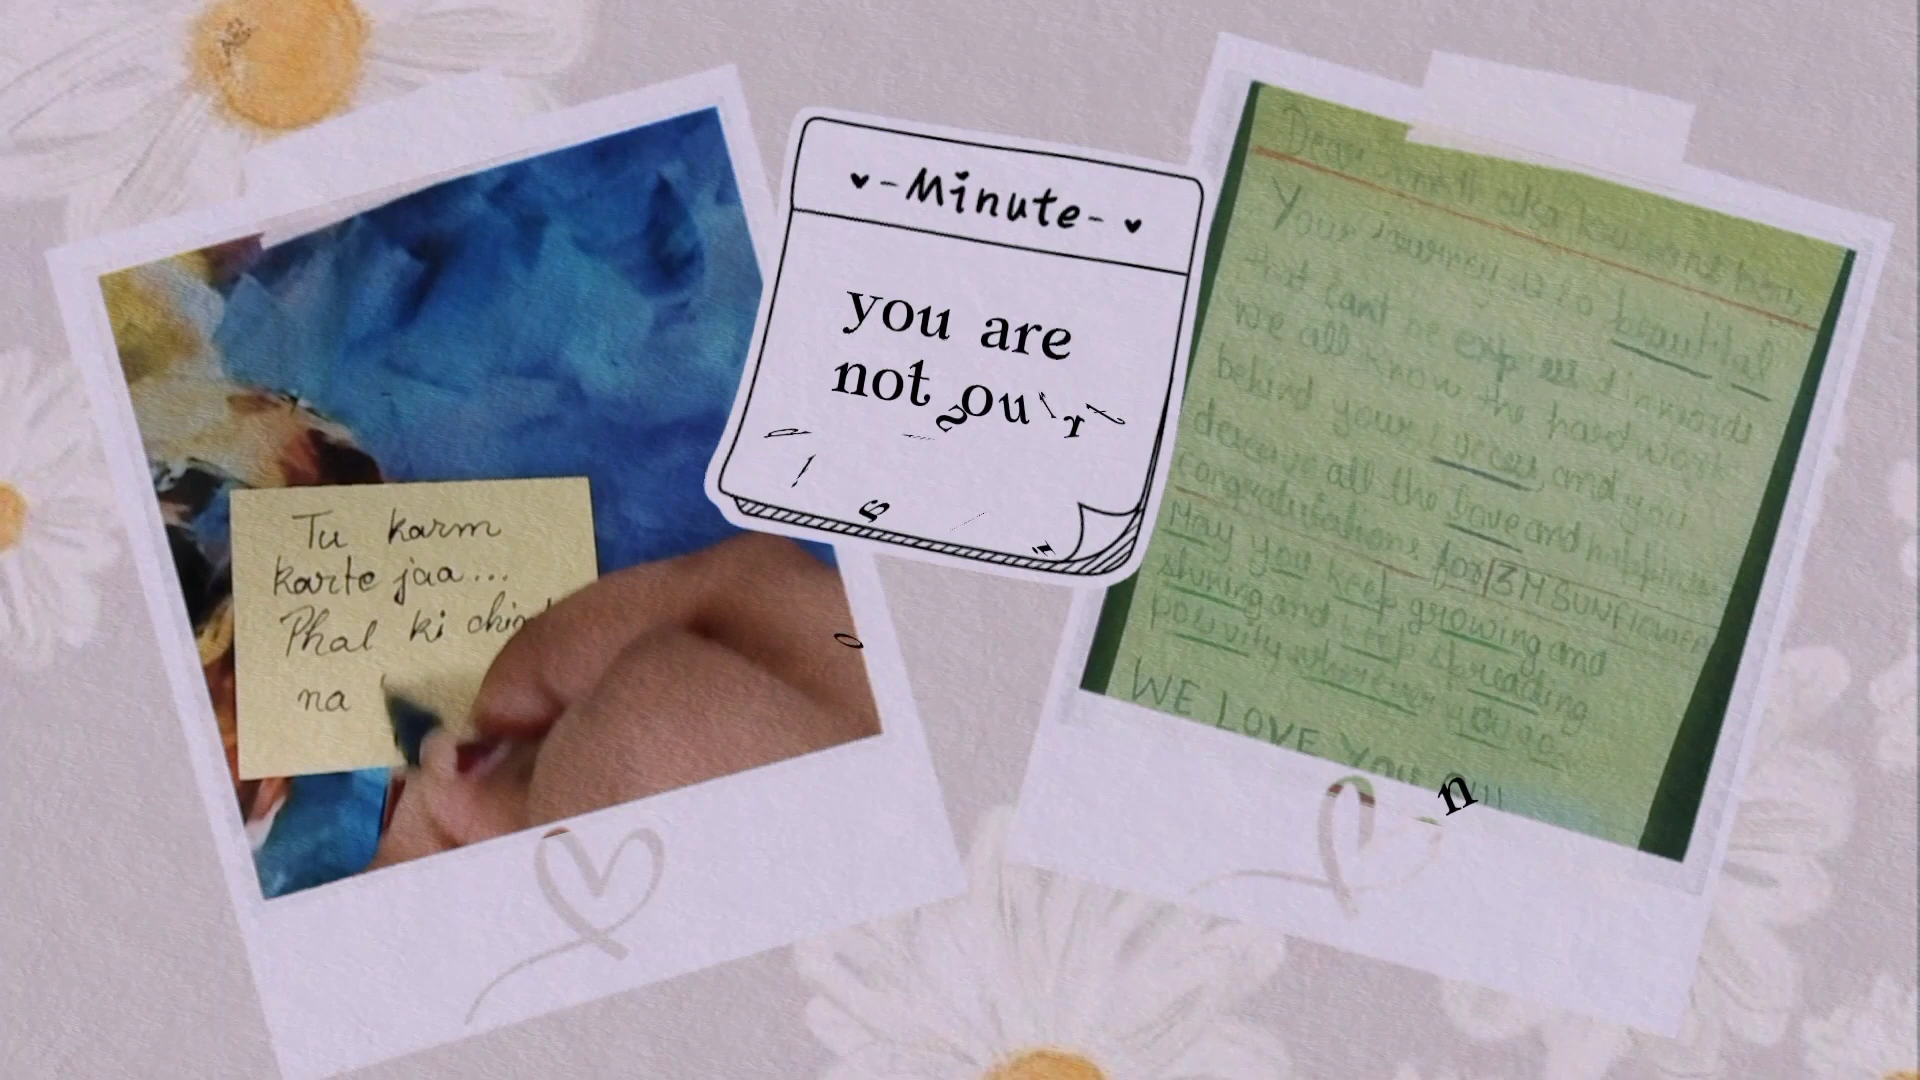 Tu karm
karte jaa...
Phal ki
na
-Minute-
you are
not
Dear
Your journey is so beautiful
that cant be expressed in words
we all know the hard work
behind your success and you
deserve all the love and happiness
congratulations for 13M SUNFLOWER
May you keep growing and
shining and keep spreading
positivity wherever you go
WE LOVE YOU